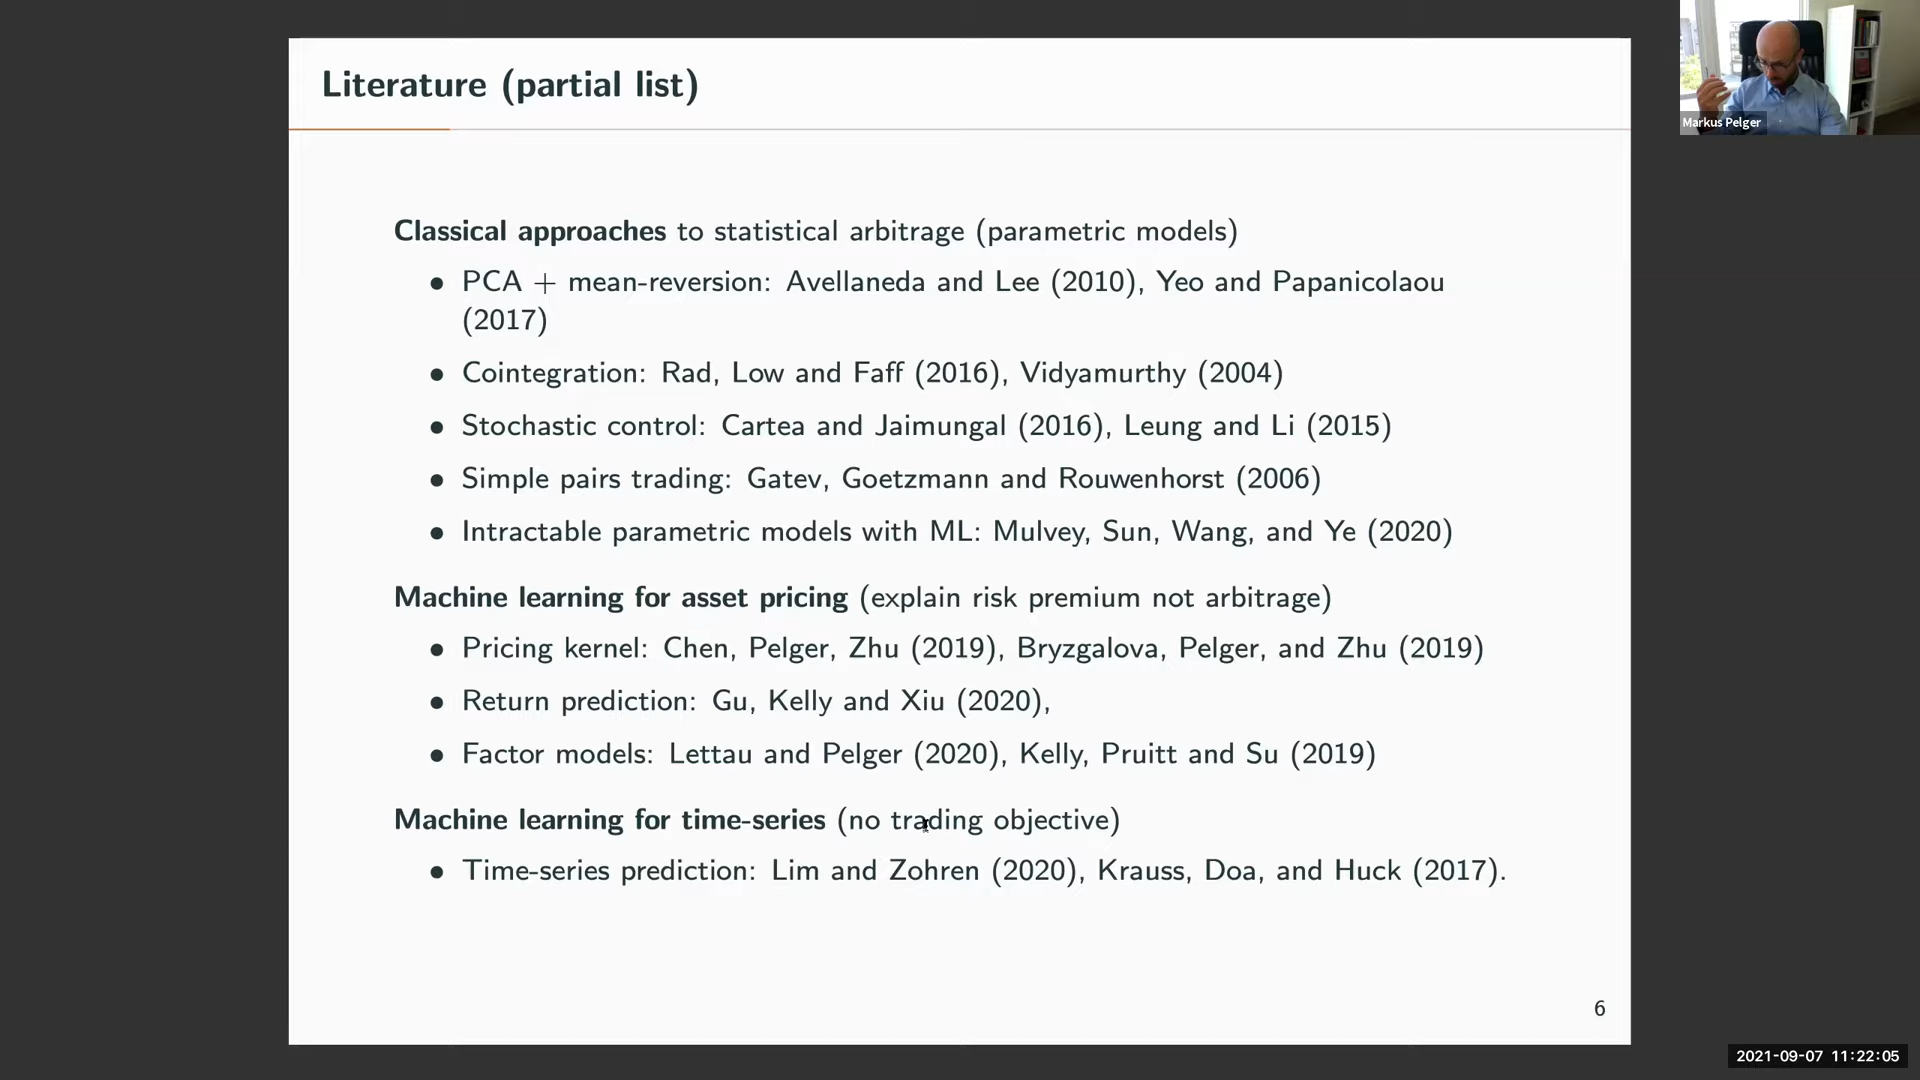 Literature (partial list)
Markus Pelger
Classical approaches to statistical arbitrage (parametric models)
• PCA + mean-reversion: Avellaneda and Lee (2010), Yeo and Papanicolaou
(2017)
• Cointegration: Rad, Low and Faff (2016), Vidyamurthy (2004)
• Stochastic control: Cartea and Jaimungal (2016), Leung and Li (2015)
• Simple pairs trading: Gatev, Goetzmann and Rouwenhorst (2006)
• Intractable parametric models with ML: Mulvey, Sun, Wang, and Ye (2020)
Machine learning for asset pricing (explain risk premium not arbitrage)
• Pricing kernel: Chen, Pelger, Zhu (2019), Bryzgalova, Pelger, and Zhu (2019)
• Return prediction: Gu, Kelly and Xiu (2020),
• Factor models: Lettau and Pelger (2020), Kelly, Pruitt and Su (2019)
Machine learning for time-series (no trading objective)
• Time-series prediction: Lim and Zohren (2020), Krauss, Doa, and Huck (2017).
6
2021-09-07 11:22:05